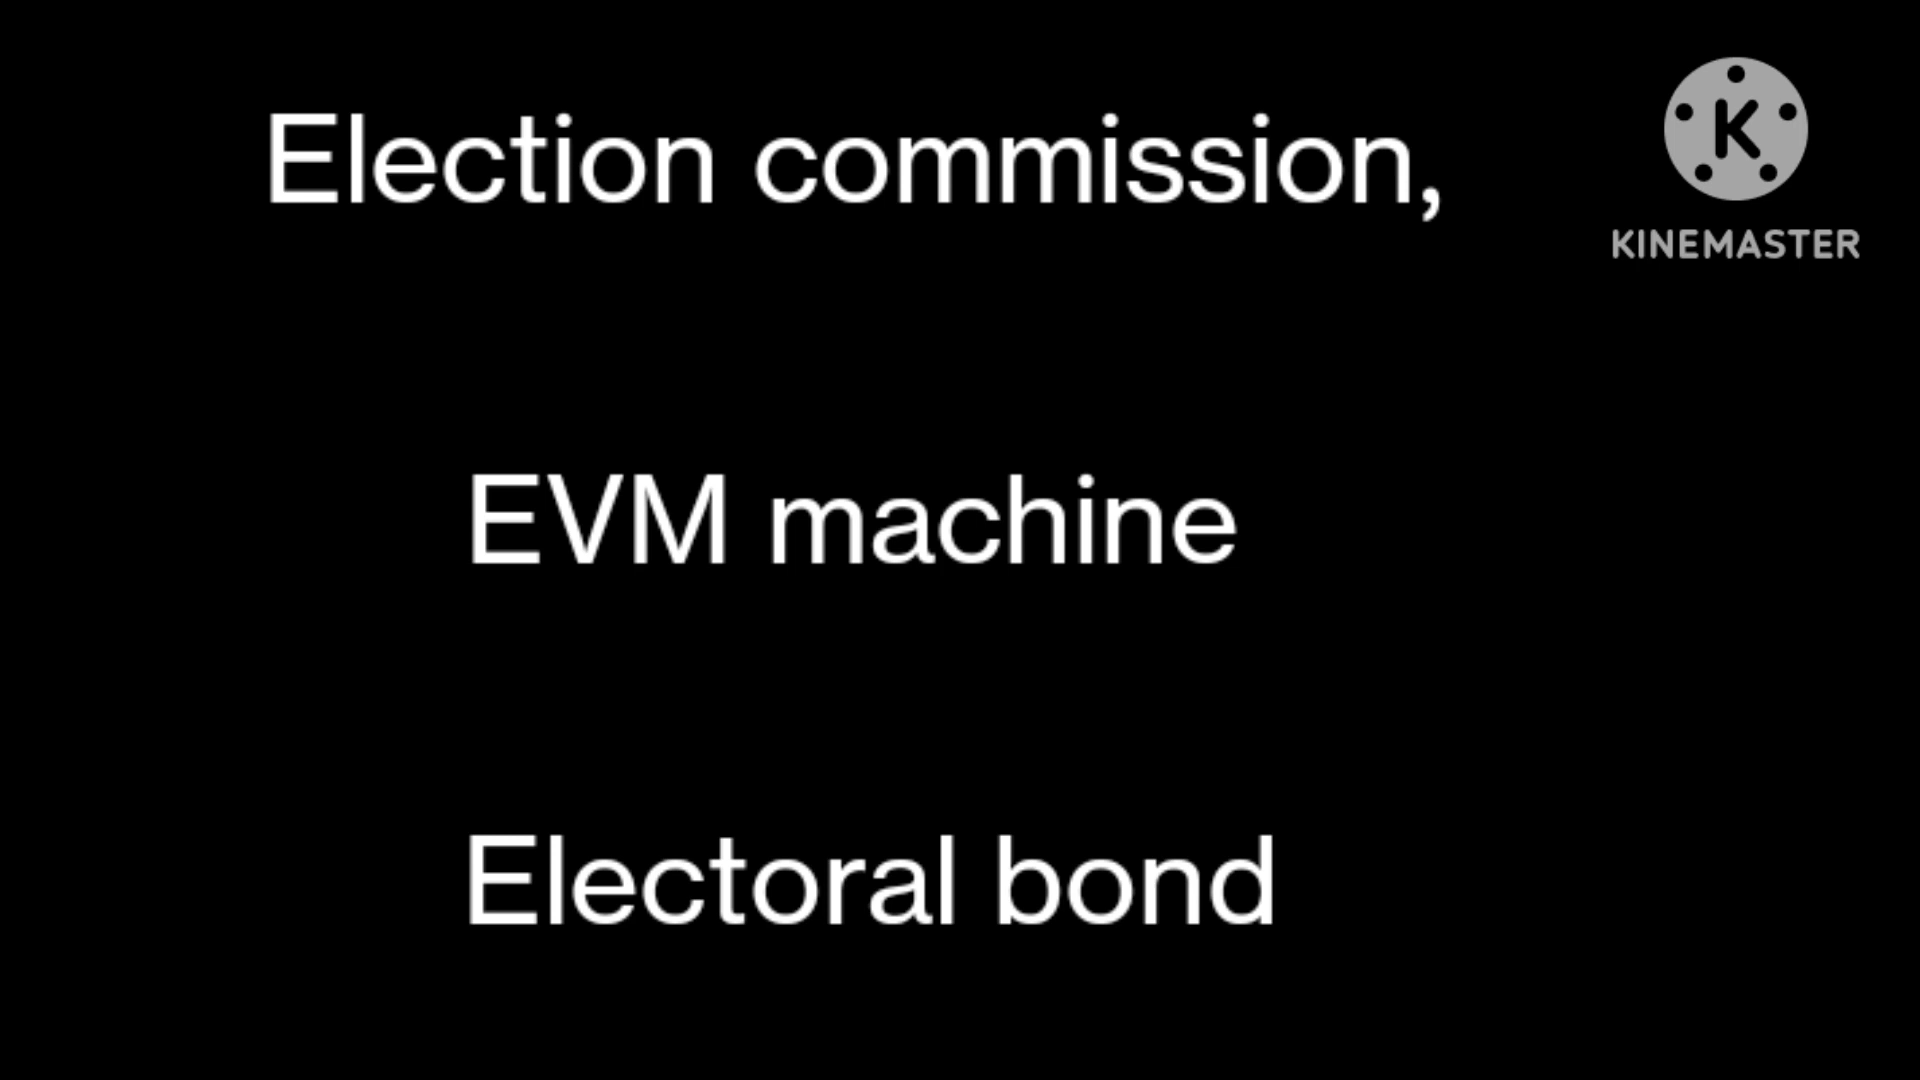 Election commission,
K
KINEMASTER
EVM machine
Electoral bond